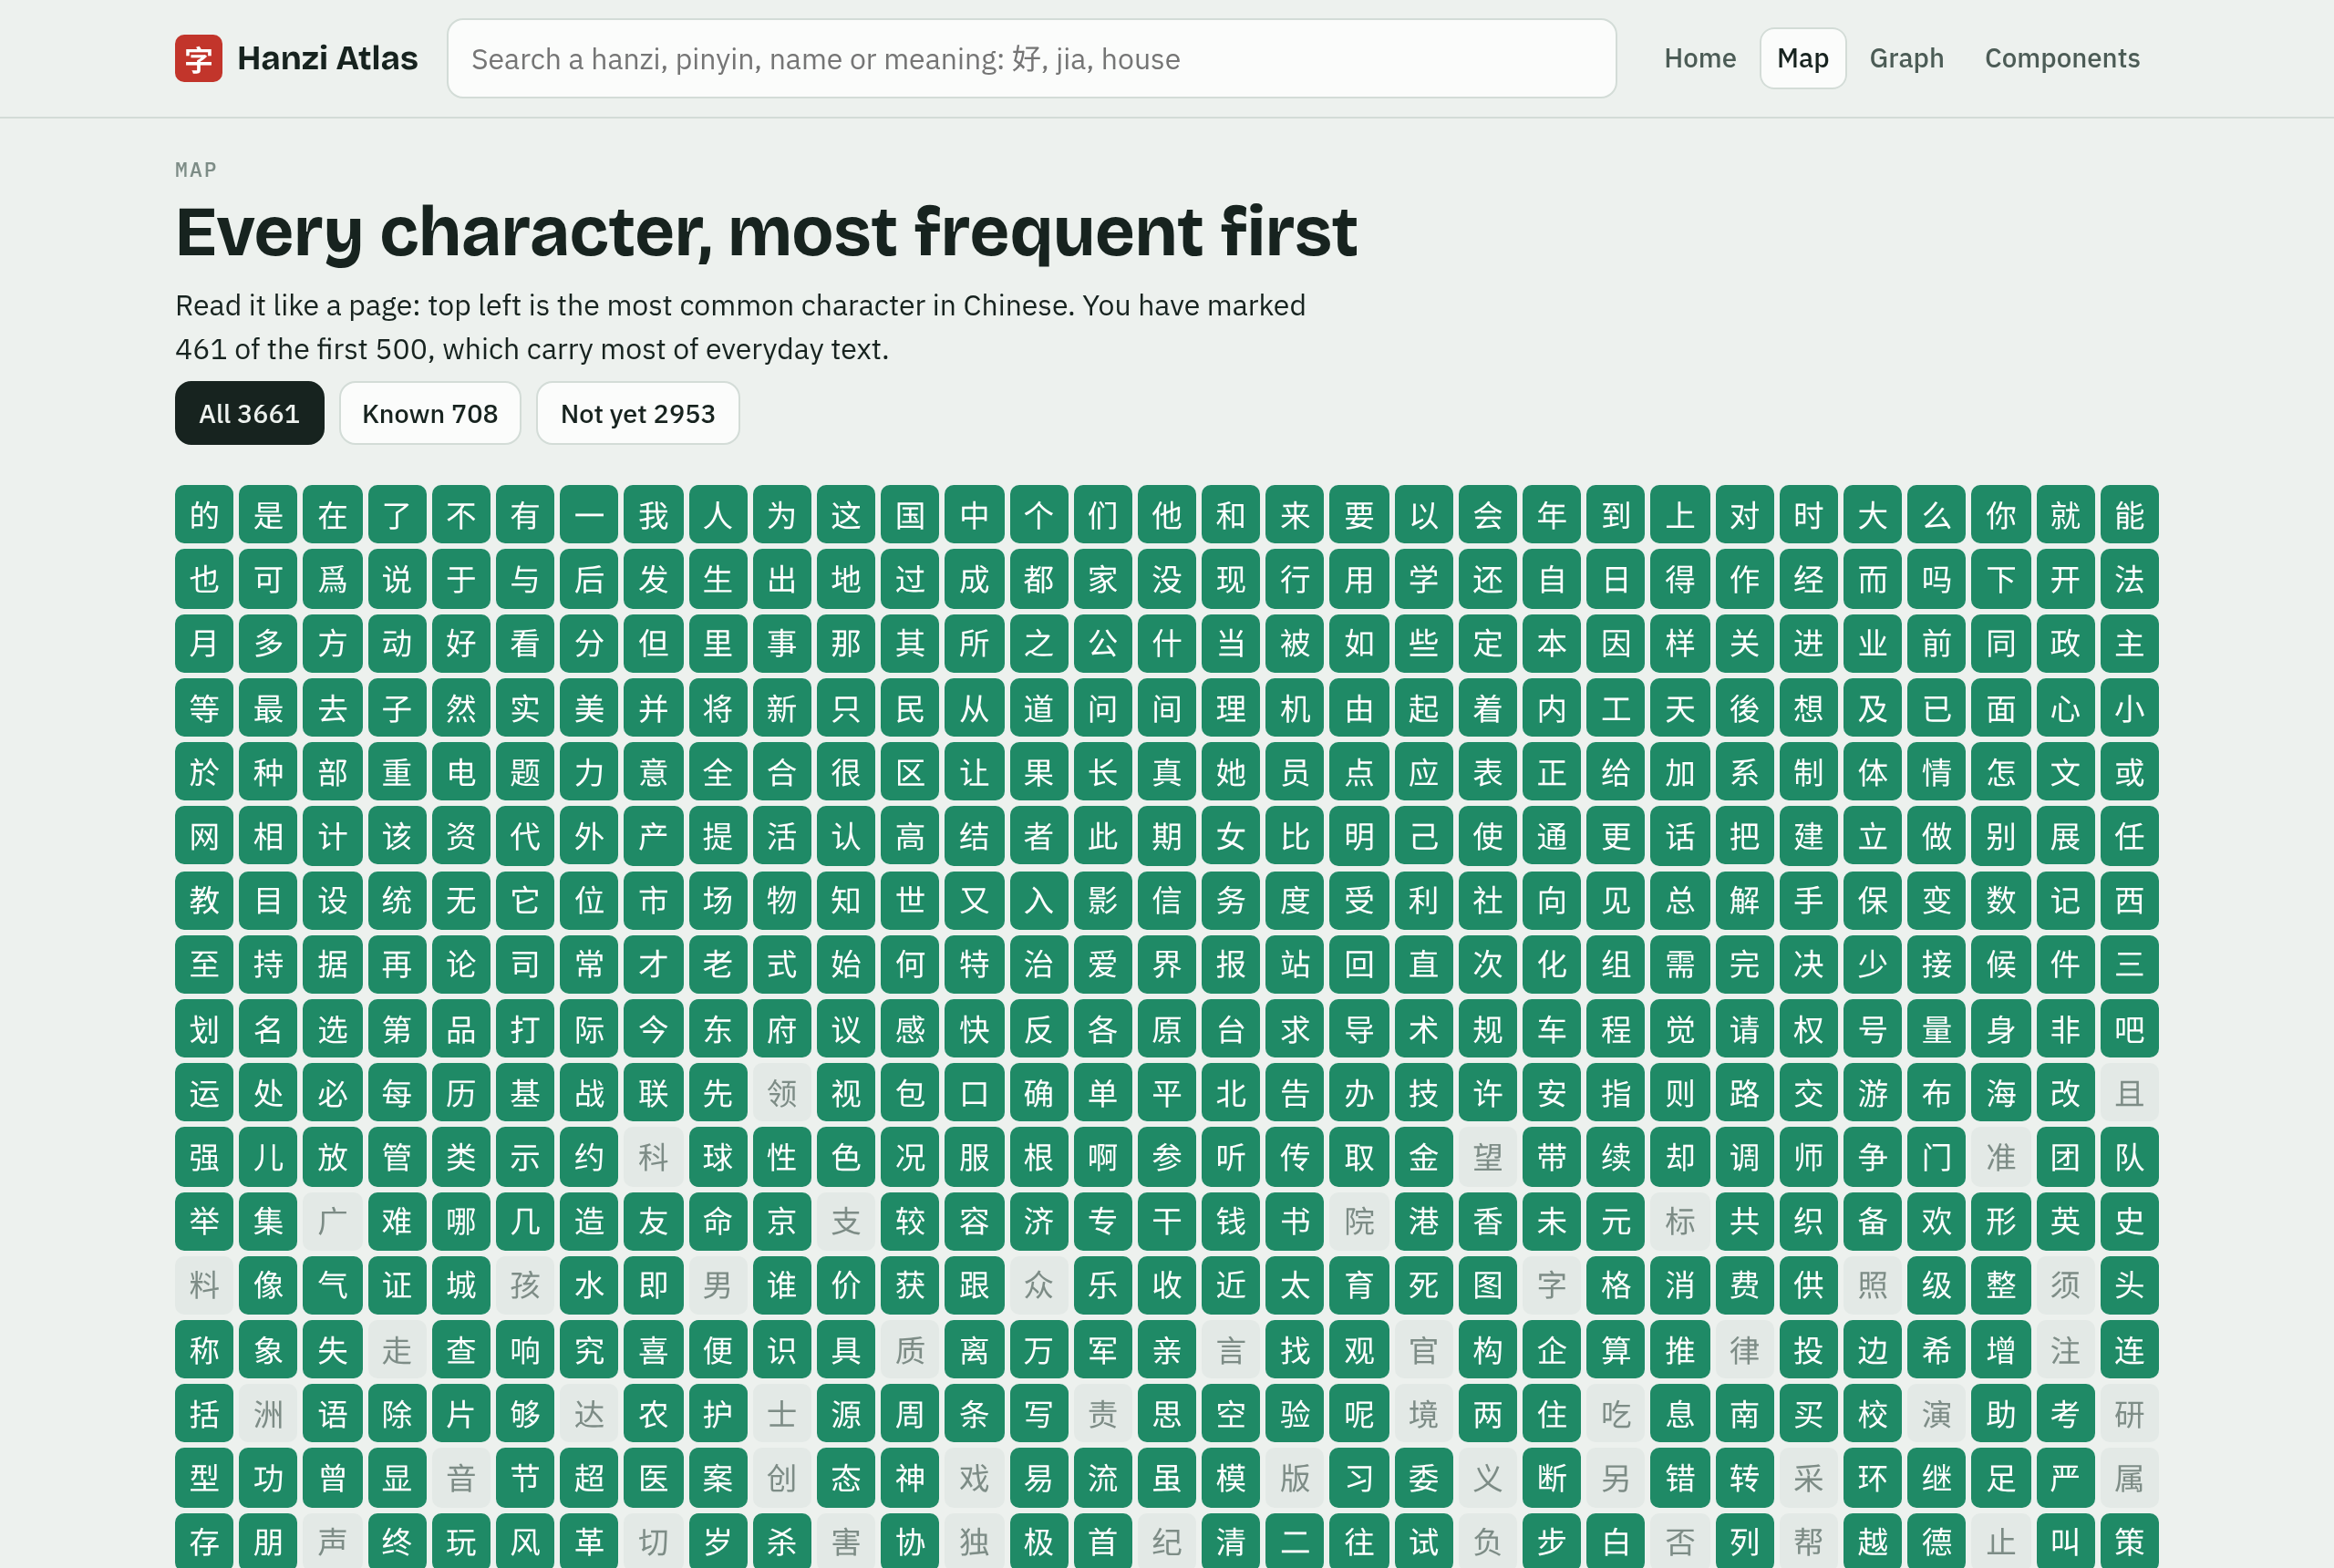 字 Hanzi Atlas Search a hanzi, pinyin, name or meaning: 好, jia, house Home Map Graph Components
MAP
Every character, most frequent first
Read it like a page: top left is the most common character in Chinese. You have marked
461 of the first 500, which carry most of everyday text.
All 3661 Known 708 Not yet 2953
的 是 在 了 不 有 一 我 人 为 这 国 中 个 们 他 和 来 要 以 会 年 到 上 对 时 大 么 你 就 能
也 可 爲 说 于 与 后 发 生 出 地 过 成 都 家 没 现 行 用 学 还 自 日 得 作 经 而 吗 下 开 法
月 多 方 动 好 看 分 但 里 事 那 其 所 之 公 什 当 被 如 些 定 本 因 样 关 进 业 前 同 政 主
等 最 去 子 然 实 美 并 将 新 只 民 从 道 问 间 理 机 由 起 着 内 工 天 後 想 及 已 面 心 小
於 种 部 重 电 题 力 意 全 合 很 区 让 果 长 真 她 员 点 应 表 正 给 加 系 制 体 情 怎 文 或
网 相 计 该 资 代 外 产 提 活 认 高 结 者 此 期 女 比 明 己 使 通 更 话 把 建 立 做 别 展 任
教 目 设 统 无 它 位 市 场 物 知 世 又 入 影 信 务 度 受 利 社 向 见 总 解 手 保 变 数 记 西
至 持 据 再 论 司 常 才 老 式 始 何 特 治 爱 界 报 站 回 直 次 化 组 需 完 决 少 接 候 件 三
划 名 选 第 品 打 际 今 东 府 议 感 快 反 各 原 台 求 导 术 规 车 程 觉 请 权 号 量 身 非 吧
运 处 必 每 历 基 战 联 先 领 视 包 口 确 单 平 北 告 办 技 许 安 指 则 路 交 游 布 海 改 且
强 儿 放 管 类 示 约 科 球 性 色 况 服 根 啊 参 听 传 取 金 望 带 续 却 调 师 争 门 准 团 队
举 集 广 难 哪 几 造 友 命 京 支 较 容 济 专 干 钱 书 院 港 香 未 元 标 共 织 备 欢 形 英 史
料 像 气 证 城 孩 水 即 男 谁 价 获 跟 众 乐 收 近 太 育 死 图 字 格 消 费 供 照 级 整 须 头
称 象 失 走 查 响 究 喜 便 识 具 质 离 万 军 亲 言 找 观 官 构 企 算 推 律 投 边 希 增 注 连
括 洲 语 除 片 够 达 农 护 士 源 周 条 写 责 思 空 验 呢 境 两 住 吃 息 南 买 校 演 助 考 研
型 功 曾 显 音 节 超 医 案 创 态 神 戏 易 流 虽 模 版 习 委 义 断 另 错 转 采 环 继 足 严 属
存 朋 声 终 玩 风 革 切 岁 杀 害 协 独 极 首 纪 清 二 往 试 负 步 白 否 列 帮 越 德 止 叫 策